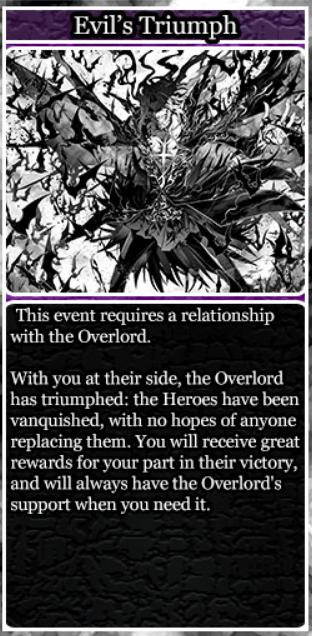 Evil's Triumph
This event requires a relationship
with the Overlord.
With you at their side, the Overlord
has triumphed: the Heroes have been
vanquished, with no hopes of anyone
replacing them. You will receive great
rewards for your part in their victory,
and will always have the Overlord's
support when you need it.